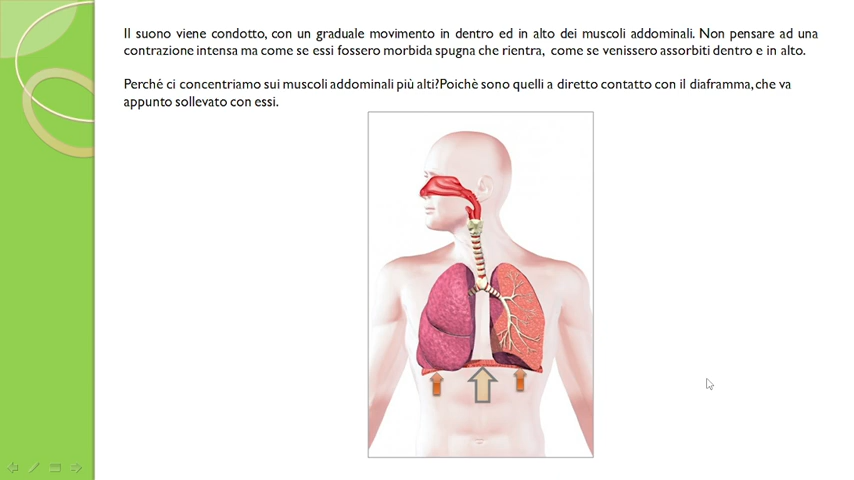 Il suono viene condotto, con un graduale movimento in dentro ed in alto dei muscoli addominali. Non pensare ad una
contrazione intensa ma come se essi fossero morbida spugna che rientra, come se venissero assorbiti dentro e in alto.
Perché ci concentriamo sui muscoli addominali più alti?Poichè sono quelli a diretto contatto con il diaframma, che va
appunto sollevato con essi.